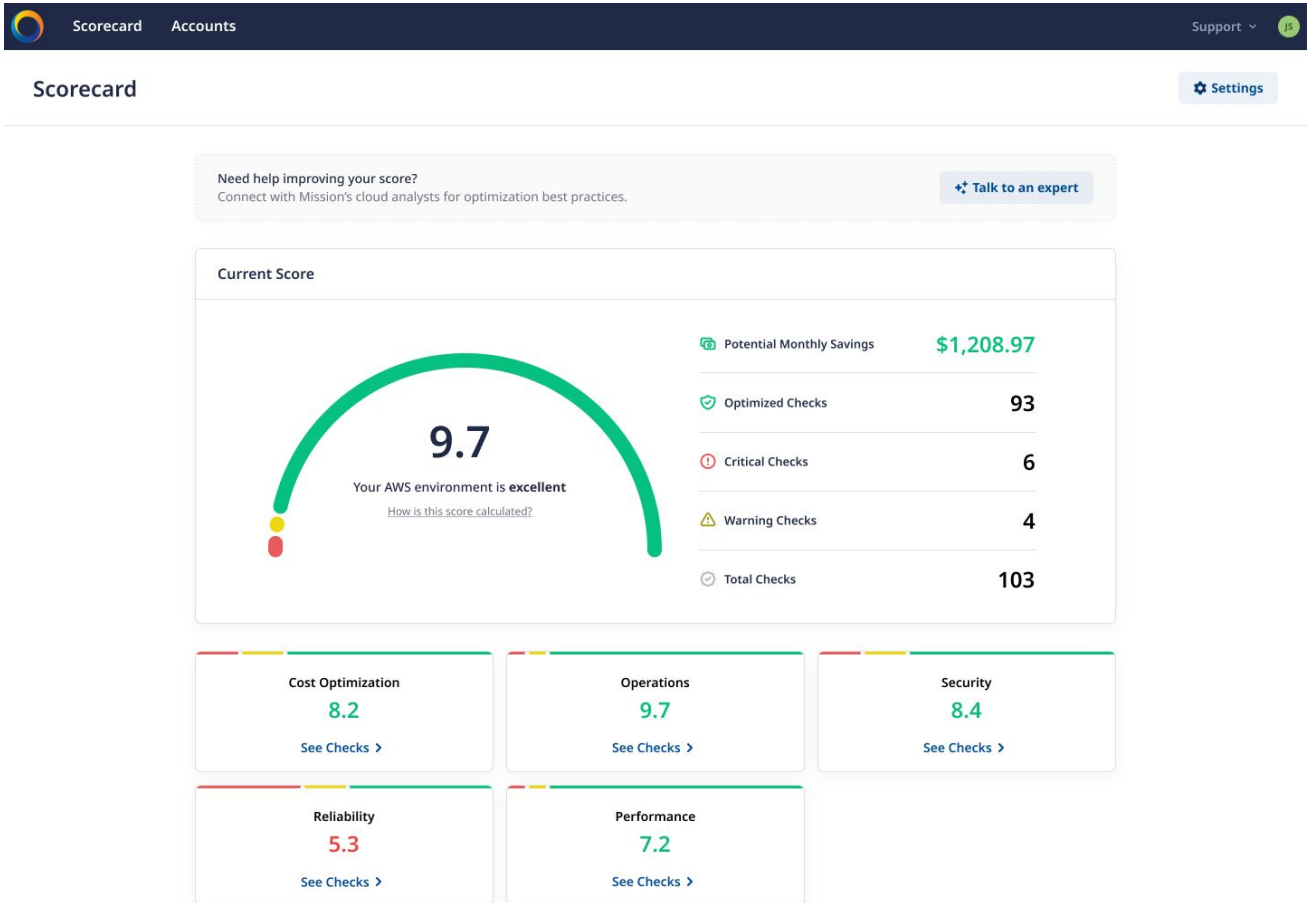 Scorecard Accounts Support JS
Scorecard Settings
Need help improving your score?
Connect with Mission’s cloud analysts for optimization best practices.
Talk to an expert
Current Score
9.7
Your AWS environment is excellent
How is this score calculated?
Potential Monthly Savings $1,208.97
Optimized Checks 93
Critical Checks 6
Warning Checks 4
Total Checks 103
Cost Optimization
8.2
See Checks
Operations
9.7
See Checks
Security
8.4
See Checks
Reliability
5.3
See Checks
Performance
7.2
See Checks